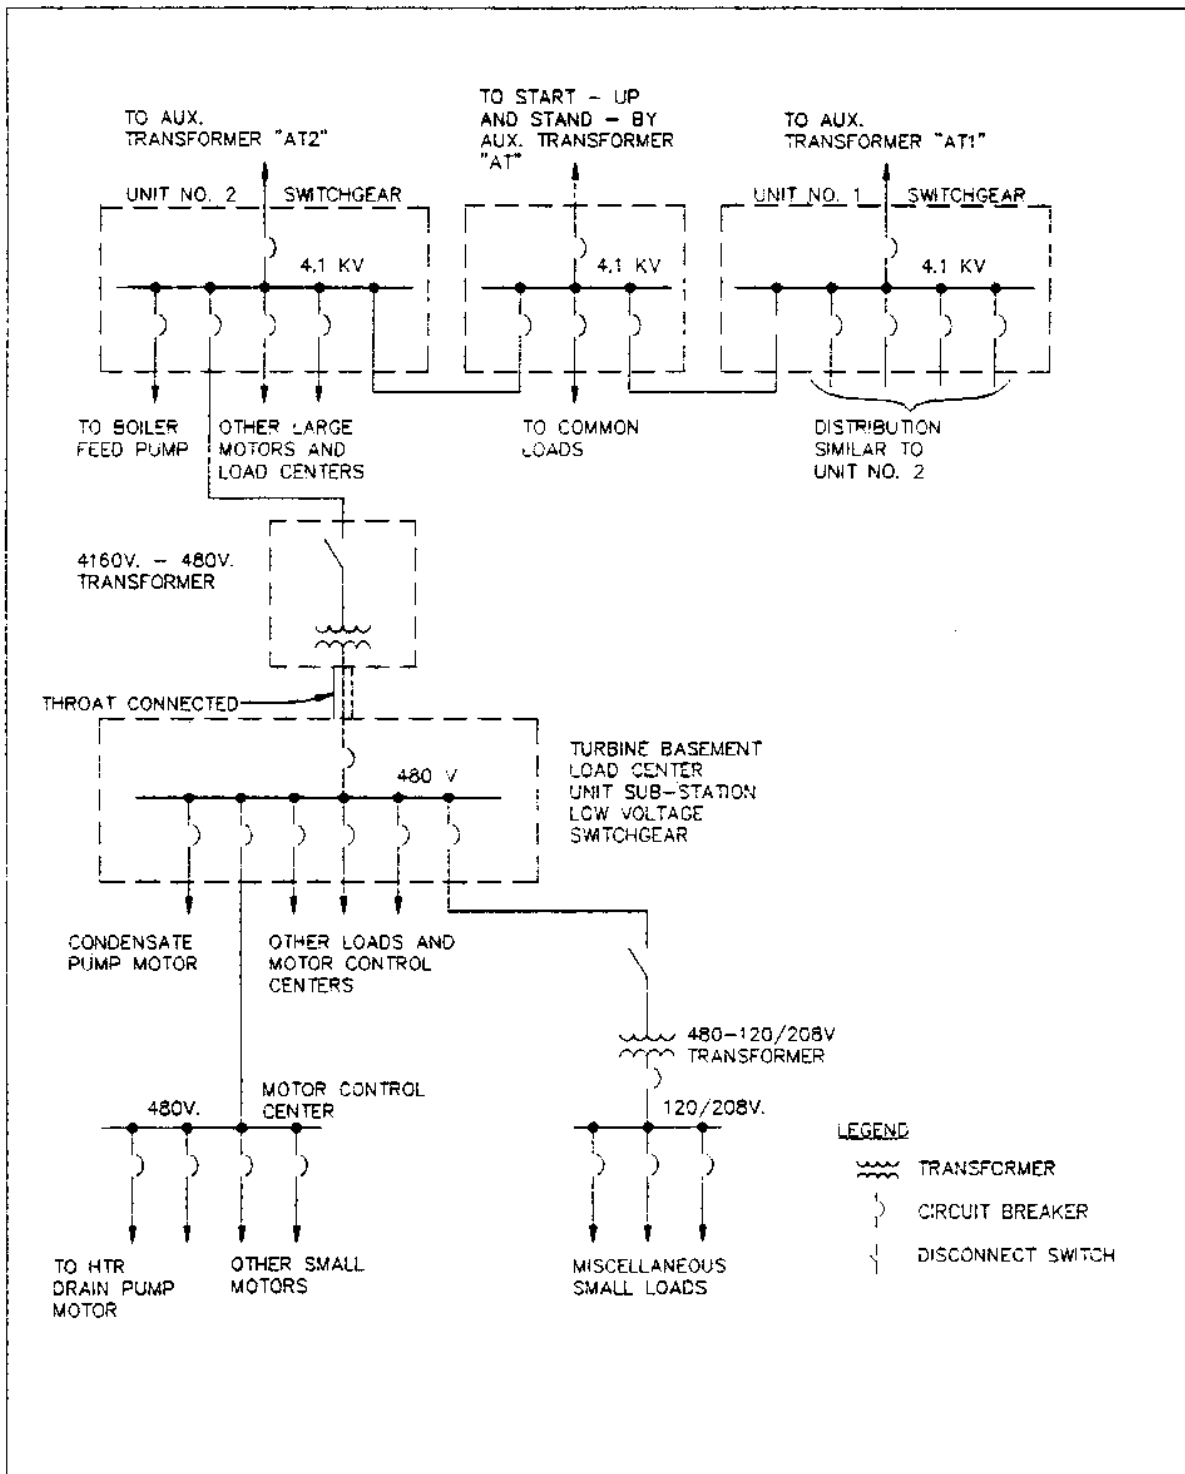 TO AUX.
TRANSFORMER "AT2"
TO START - UP
AND STAND - BY
AUX. TRANSFORMER
"AT"
TO AUX.
TRANSFORMER "AT1"
UNIT NO. 2 SWITCHGEAR
UNIT NO. 1 SWITCHGEAR
4.1 KV
4.1 KV
4.1 KV
TO BOILER
FEED PUMP
OTHER LARGE
MOTORS AND
LOAD CENTERS
TO COMMON
LOADS
DISTRIBUTION
SIMILAR TO
UNIT NO. 2
4160V. - 480V.
TRANSFORMER
THROAT CONNECTED
480 V
TURBINE BASEMENT
LOAD CENTER
UNIT SUB-STATION
LOW VOLTAGE
SWITCHGEAR
CONDENSATE
PUMP MOTOR
OTHER LOADS AND
MOTOR CONTROL
CENTERS
480-120/208V
TRANSFORMER
480V.
MOTOR CONTROL
CENTER
120/208V.
TO HTR
DRAIN PUMP
MOTOR
OTHER SMALL
MOTORS
MISCELLANEOUS
SMALL LOADS
LEGEND
TRANSFORMER
CIRCUIT BREAKER
DISCONNECT SWITCH